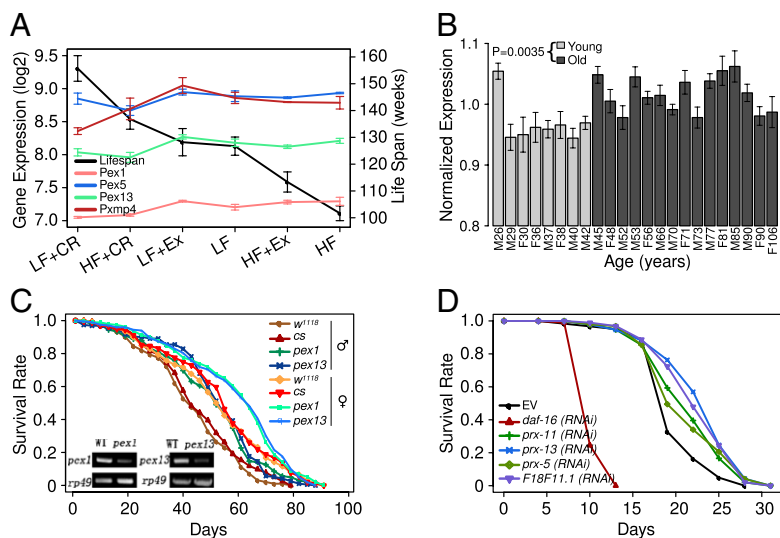 A
Gene Expression (log2)
9.5
9.0
8.5
8.0
7.5
7.0
160
150
140
130
120
110
100
Life Span (weeks)
Lifespan
Pex1
Pex5
Pex13
Pxmp4
LF+CR
HF+CR
LF+Ex
LF
HF+Ex
HF
B
Normalized Expression
1.1
1.0
0.9
0.8
P=0.0035
Young
Old
M26
M29
F30
F36
M37
F38
M40
M42
M45
F48
M52
M53
F56
M66
M70
F71
M73
M77
F81
M85
M90
F90
F106
Age (years)
C
Survival Rate
1.0
0.8
0.6
0.4
0.2
0
w1118
cs
pex1
pex13
♂
w1118
cs
pex1
pex13
♀
WT pex1
pex1
rp49
WT pex13
pex13
rp49
0
20
40
60
80
100
Days
D
Survival Rate
1.0
0.8
0.6
0.4
0.2
0
EV
daf-16 (RNAi)
prx-11 (RNAi)
prx-13 (RNAi)
prx-5 (RNAi)
F18F11.1 (RNAi)
0
5
10
15
20
25
30
Days